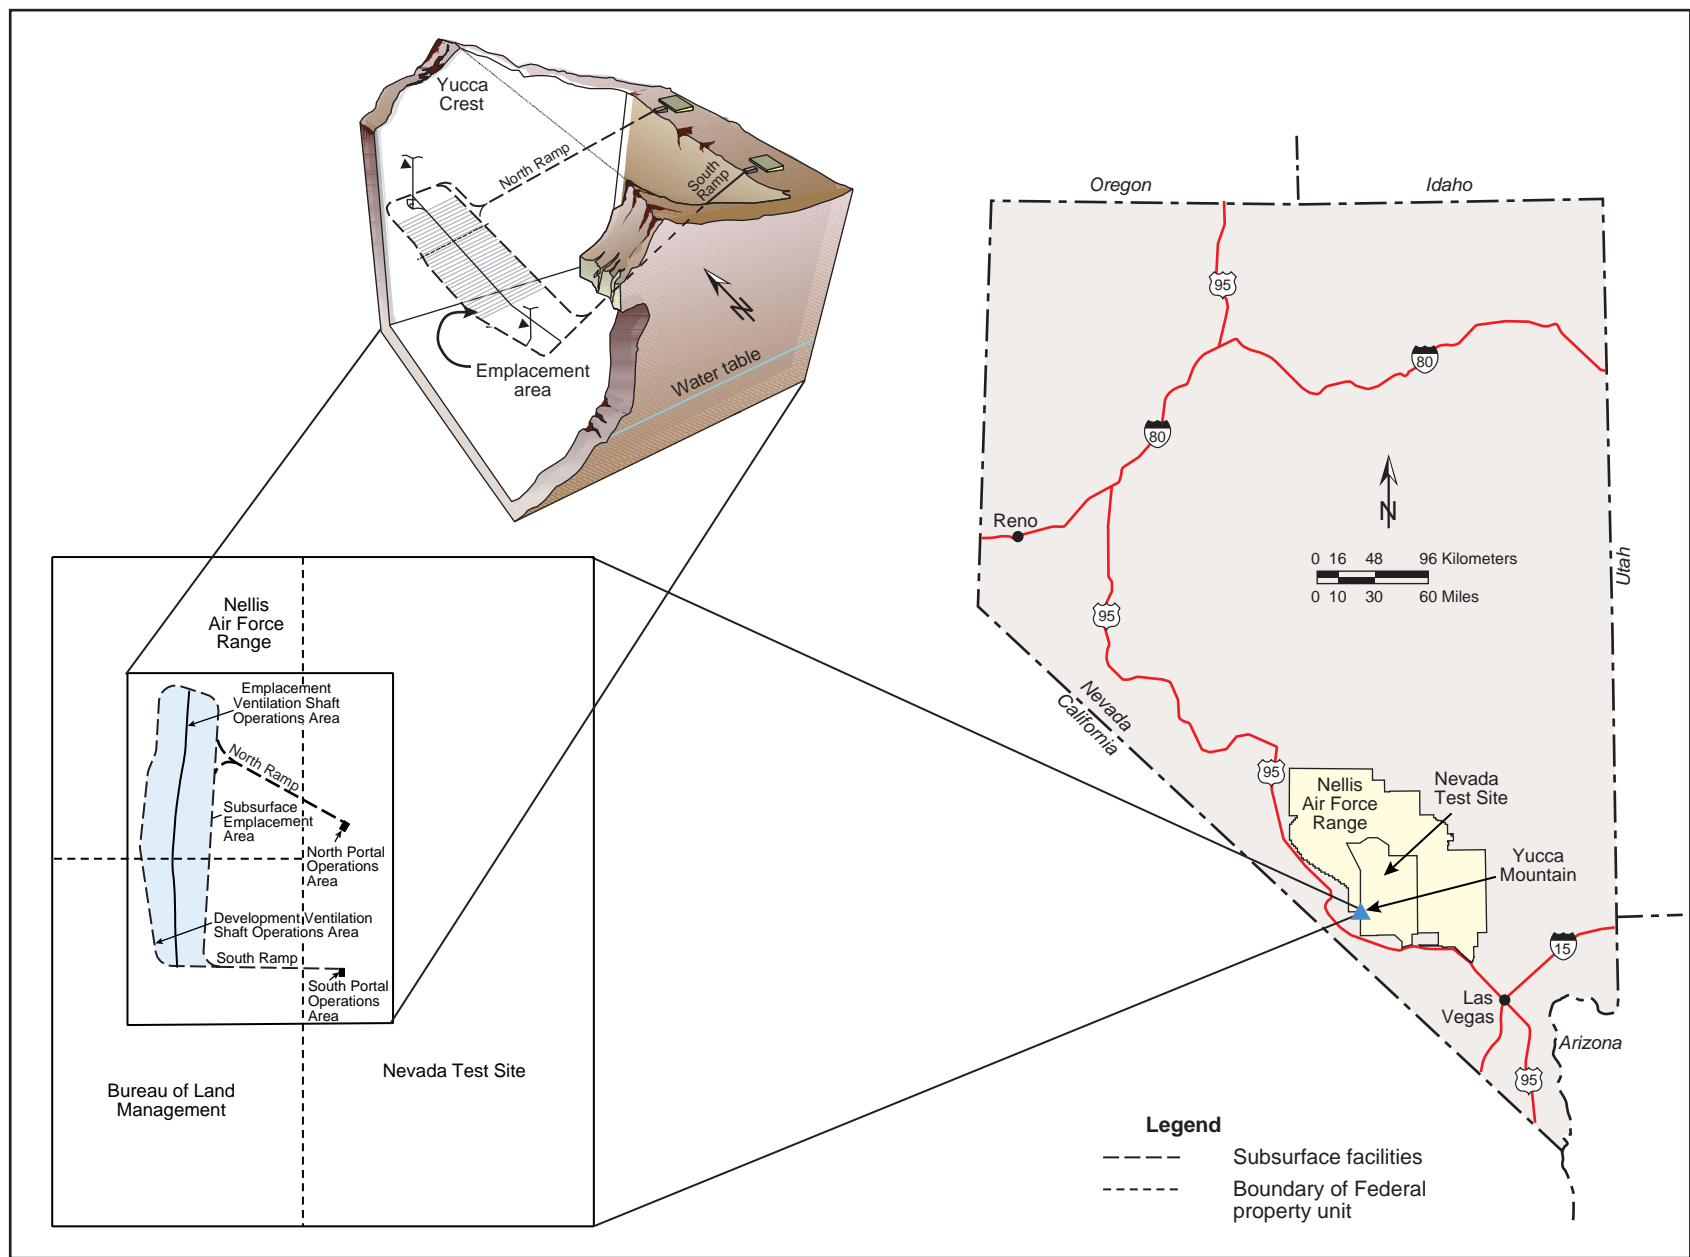 Yucca
Crest
North Ramp
South
Ramp
N
Water table
Emplacement
area
Nellis
Air Force
Range
Emplacement
Ventilation Shaft
Operations Area
North Ramp
Subsurface
Emplacement
Area
North Portal
Operations
Area
Development Ventilation
Shaft Operations Area
South Ramp
South Portal
Operations
Area
Bureau of Land
Management
Nevada Test Site
Oregon
Idaho
95
80
80
Reno
N
0 16 48 96 Kilometers
0 10 30 60 Miles
Utah
95
Nevada
California
95
Nellis
Air Force
Range
Nevada
Test Site
Yucca
Mountain
15
Las
Vegas
Arizona
95
Legend
Subsurface facilities
Boundary of Federal
property unit